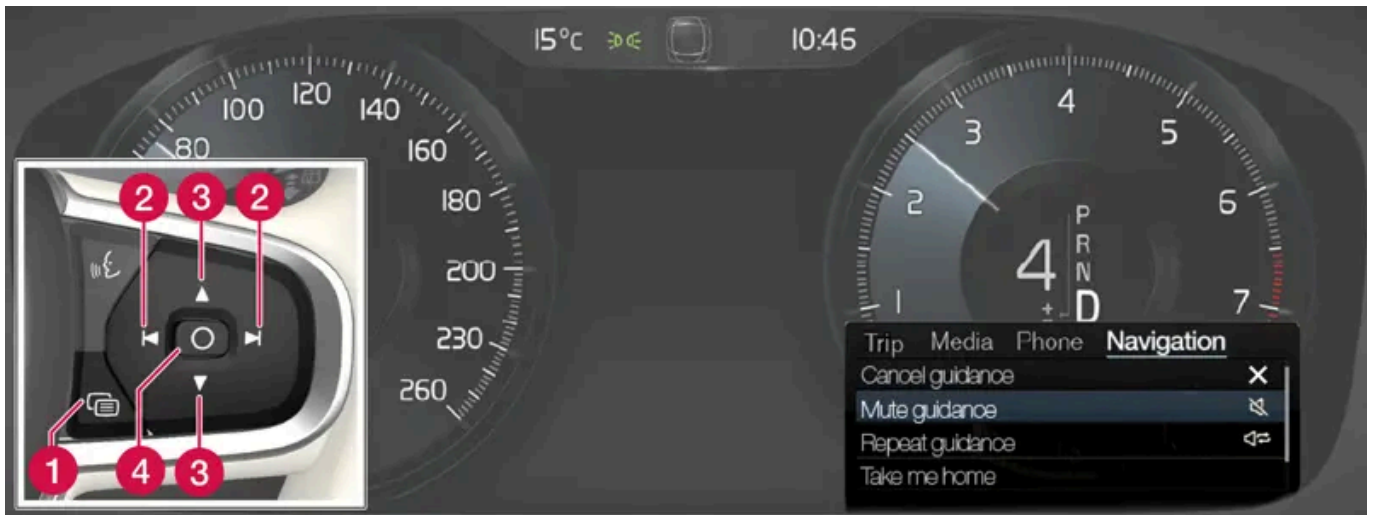 15°C 10:46
80
100
120
140
160
180
200
230
260
1
2
3
4
5
6
7
4
P
R
N
D
+
−
2 3 2
1 4 3
Trip Media Phone Navigation
Cancel guidance
Mute guidance
Repeat guidance
Take me home